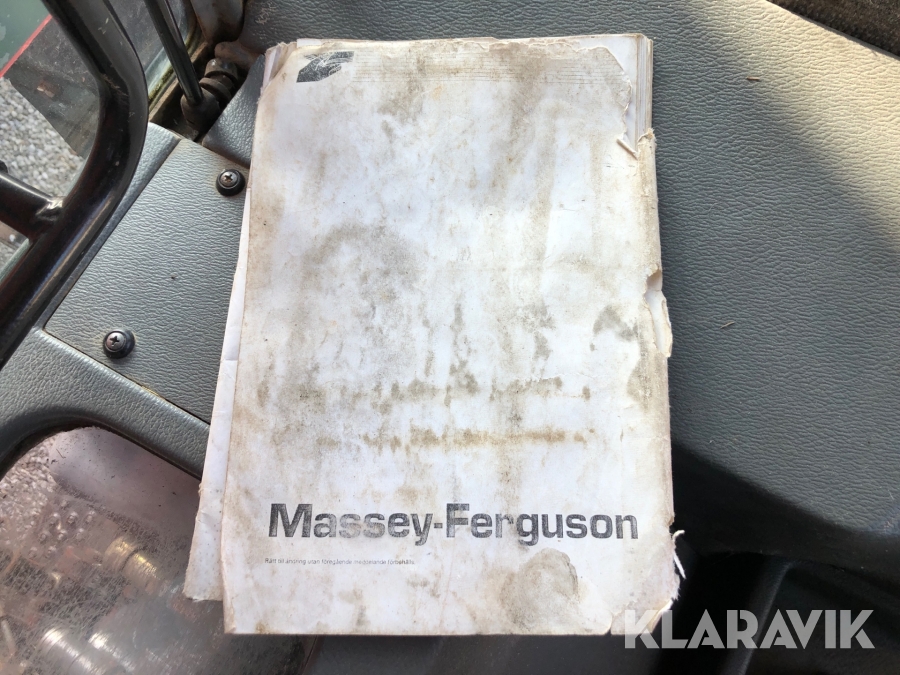 Massey-Ferguson
Rätt till ändring utan föregående meddelande förbehålls.
KLARAVIK